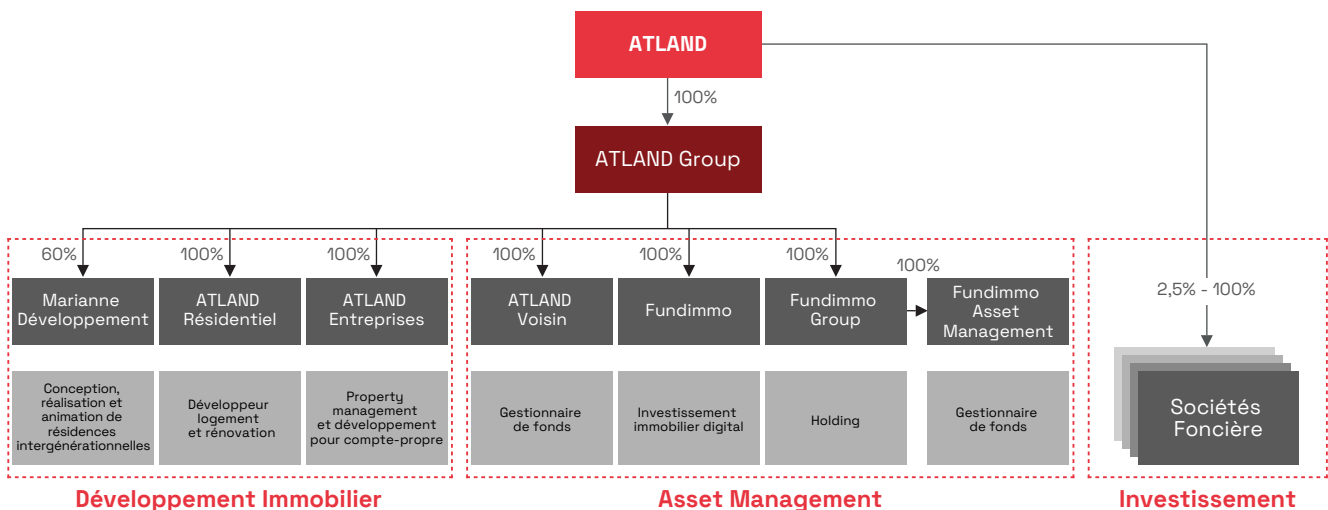 ATLAND
100%
ATLAND Group
60%
100%
100%
100%
100%
100%
100%
2,5% - 100%
Marianne
Développement
ATLAND
Résidentiel
ATLAND
Entreprises
ATLAND
Voisin
Fundimmo
Fundimmo
Group
Fundimmo
Asset
Management
Conception,
réalisation et
animation de
résidences
intergénérationnelles
Développeur
logement
et rénovation
Property
management
et développement
pour compte-propre
Gestionnaire
de fonds
Investissement
immobilier digital
Holding
Gestionnaire
de fonds
Sociétés
Foncière
Développement Immobilier
Asset Management
Investissement